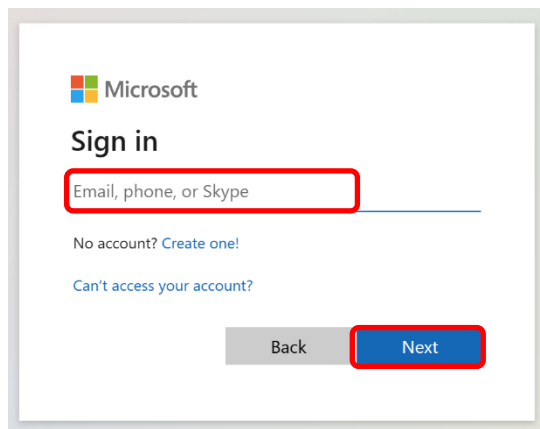 Microsoft
Sign in
Email, phone, or Skype
No account? Create one!
Can't access your account?
Back Next